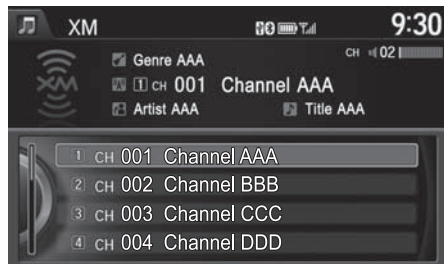 XM 9:30
Genre AAA CH 02
XM 1 CH 001 Channel AAA
Artist AAA Title AAA
1 CH 001 Channel AAA
2 CH 002 Channel BBB
3 CH 003 Channel CCC
4 CH 004 Channel DDD